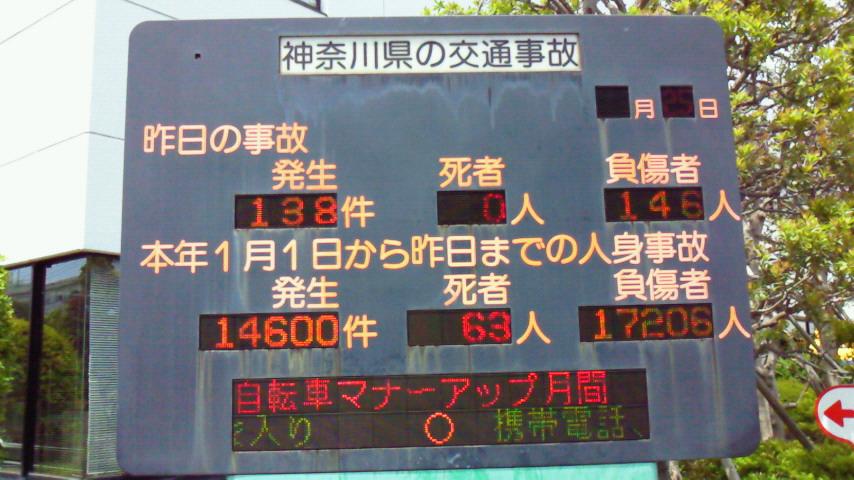 神奈川県の交通事故
月25日
昨日の事故
発生 死者 負傷者
138件 0人 146人
本年1月1日から昨日までの人身事故
発生 死者 負傷者
14600件 63人 17206人
自転車マナーアップ月間
入り ○ 携帯電話、